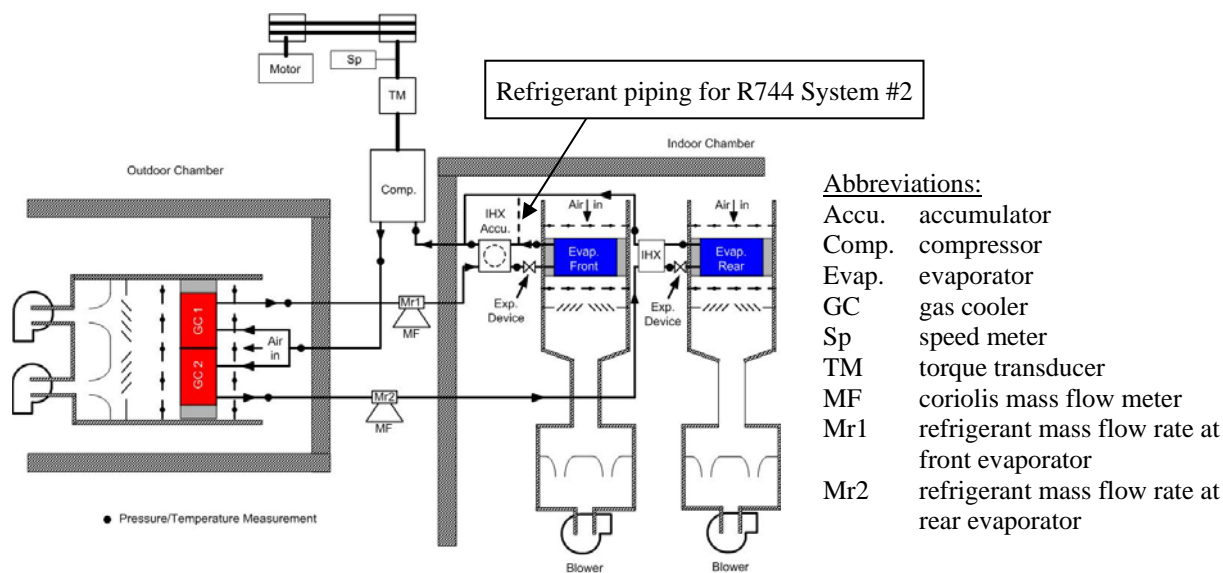 Motor
Sp
TM
Refrigerant piping for R744 System #2
Outdoor Chamber
Indoor Chamber
Comp.
IHX
Accu.
Air
in
Evap.
Front
Exp.
Device
IHX
Air
in
Evap.
Rear
Exp.
Device
GC 1
GC 2
Air
in
Mr1
MF
Mr2
MF
Pressure/Temperature Measurement
Blower
Blower
Abbreviations:
Accu. accumulator
Comp. compressor
Evap. evaporator
GC gas cooler
Sp speed meter
TM torque transducer
MF coriolis mass flow meter
Mr1 refrigerant mass flow rate at
front evaporator
Mr2 refrigerant mass flow rate at
rear evaporator